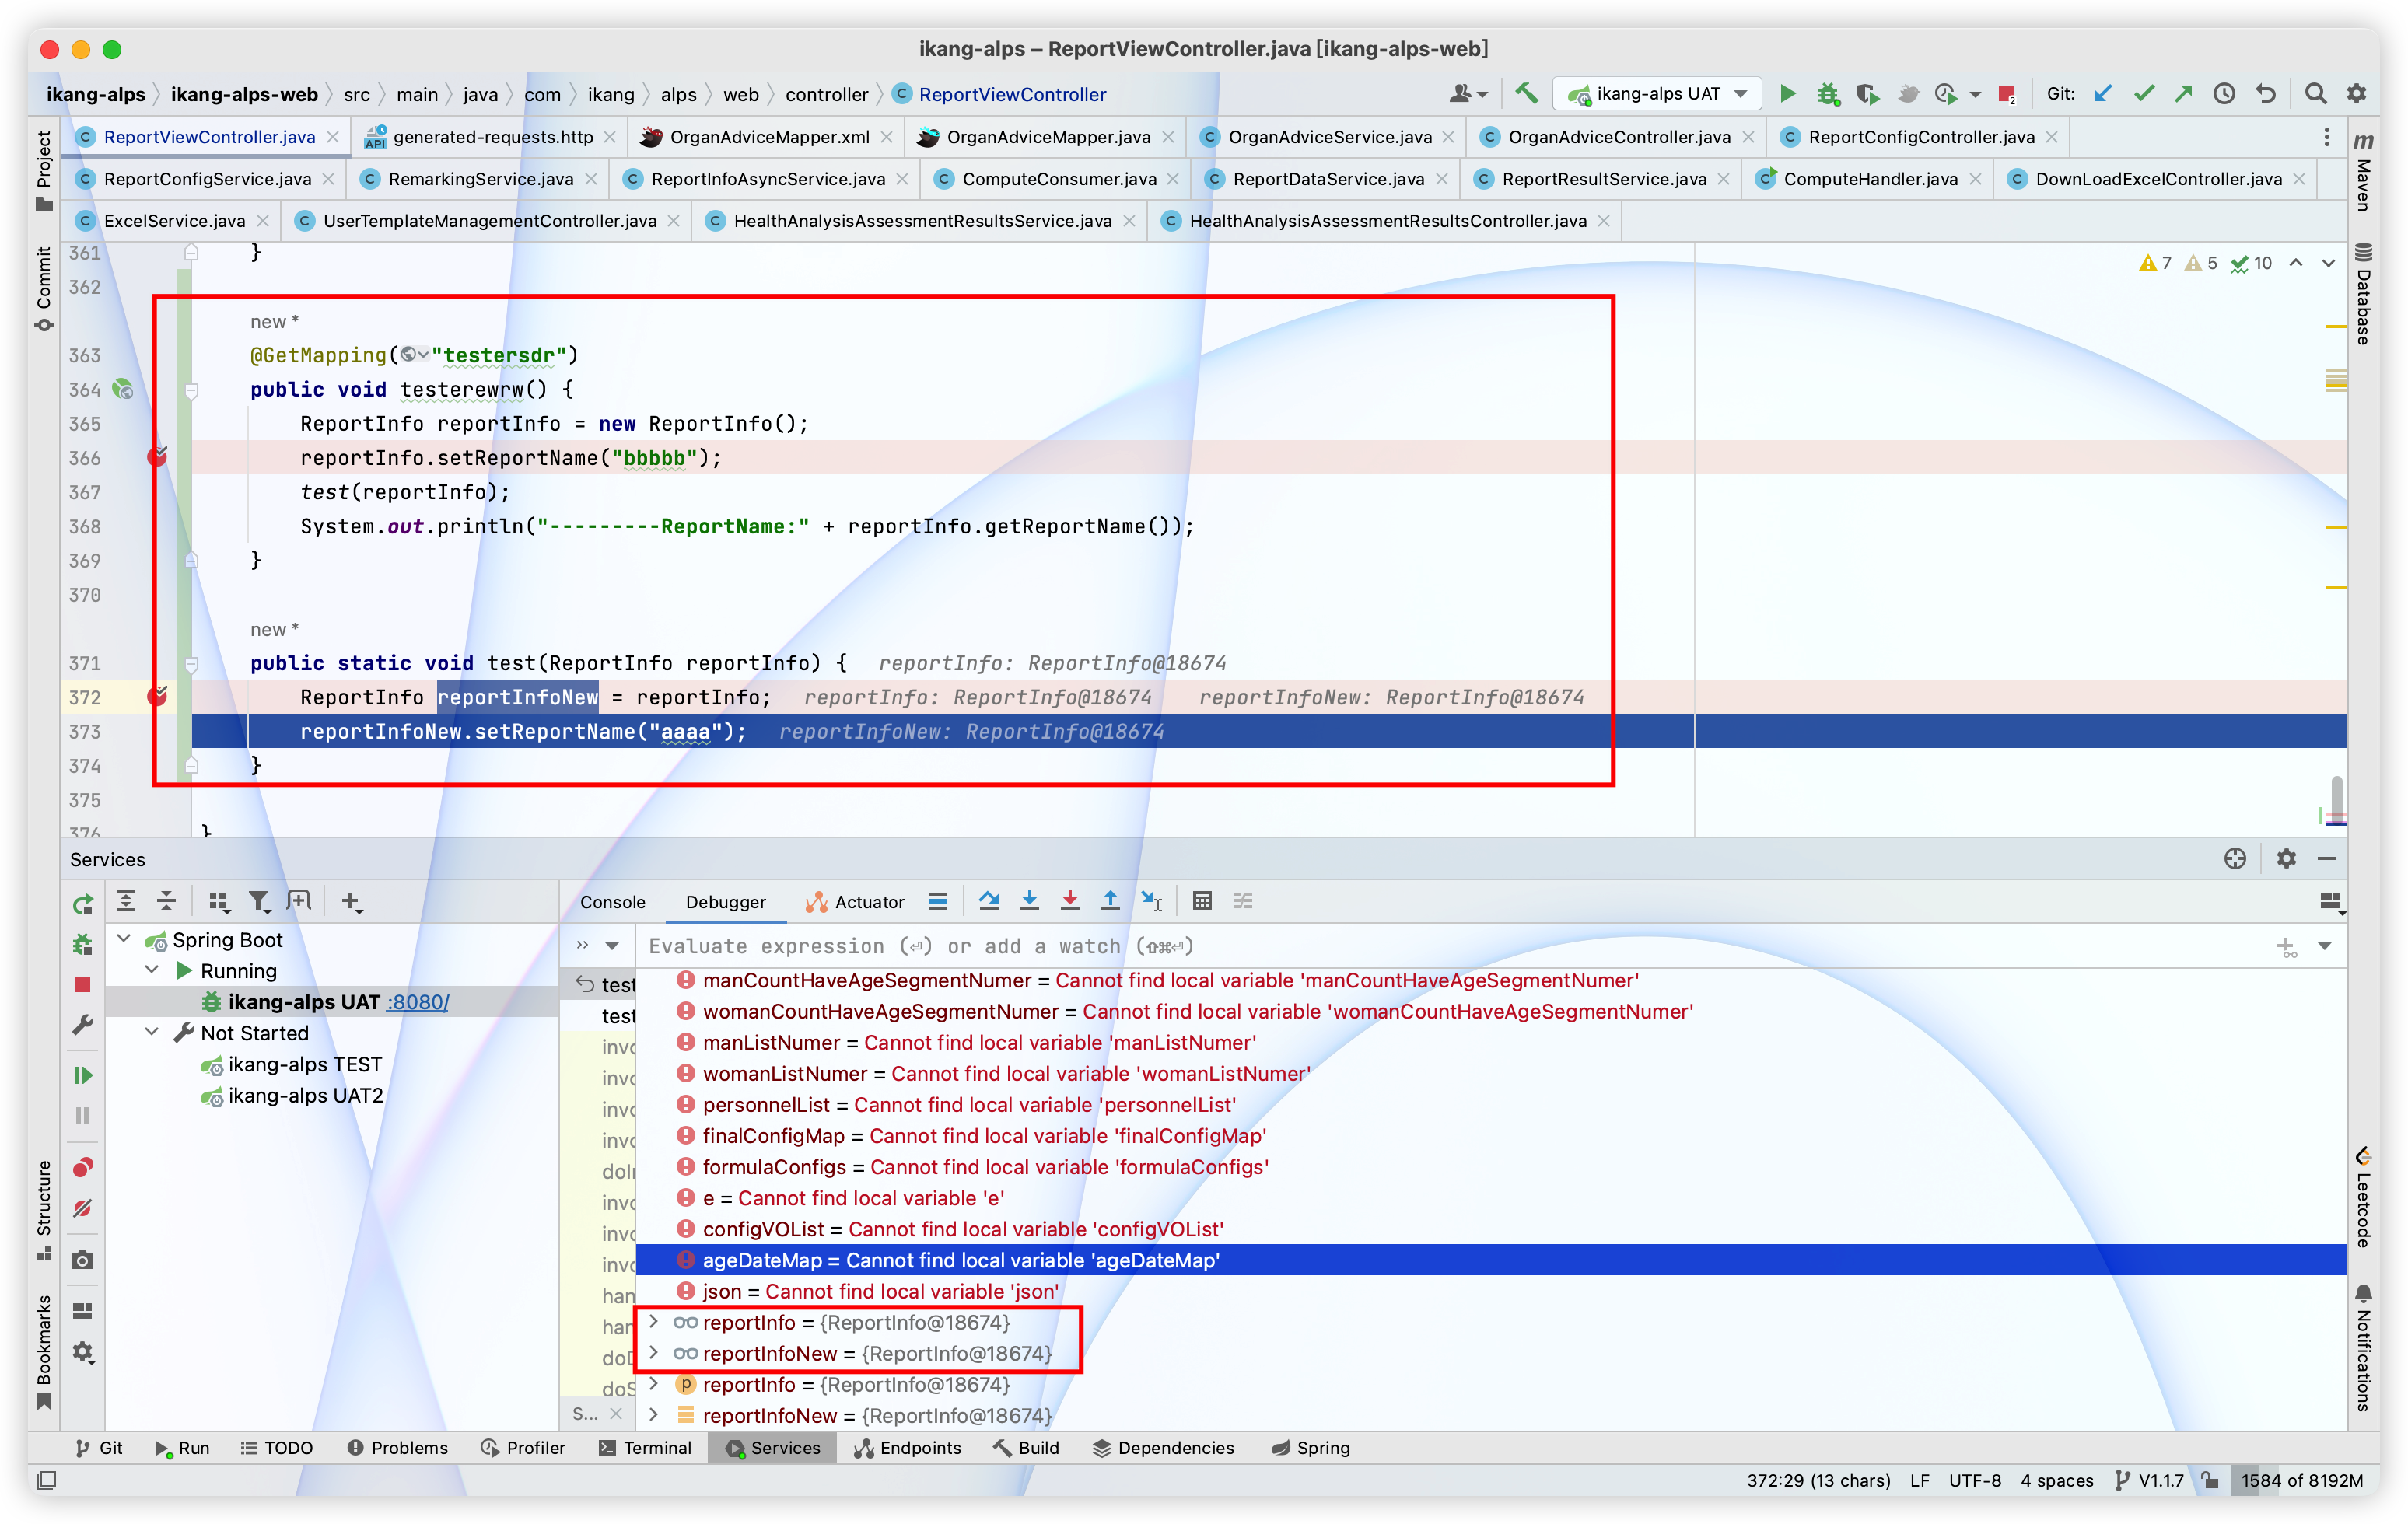 ikang-alps – ReportViewController.java [ikang-alps-web]
ikang-alps 〉 ikang-alps-web 〉 src 〉 main 〉 java 〉 com 〉 ikang 〉 alps 〉 web 〉 controller 〉 ReportViewController
ikang-alps UAT
Git:
ReportViewController.java
generated-requests.http
OrganAdviceMapper.xml
OrganAdviceMapper.java
OrganAdviceService.java
OrganAdviceController.java
ReportConfigController.java
ReportConfigService.java
RemarkingService.java
ReportInfoAsyncService.java
ComputeConsumer.java
ReportDataService.java
ReportResultService.java
ComputeHandler.java
DownLoadExcelController.java
ExcelService.java
UserTemplateManagementController.java
HealthAnalysisAssessmentResultsService.java
HealthAnalysisAssessmentResultsController.java
Project
Commit
Structure
Bookmarks
Maven
Database
Leetcode
Notifications
7 5 10
361 }
362
new *
363 @GetMapping("testersdr")
364 public void testerewrw() {
365 ReportInfo reportInfo = new ReportInfo();
366 reportInfo.setReportName("bbbbb");
367 test(reportInfo);
368 System.out.println("---------ReportName:" + reportInfo.getReportName());
369 }
370
new *
371 public static void test(ReportInfo reportInfo) { reportInfo: ReportInfo@18674
372 ReportInfo reportInfoNew = reportInfo; reportInfo: ReportInfo@18674 reportInfoNew: ReportInfo@18674
373 reportInfoNew.setReportName("aaaa"); reportInfoNew: ReportInfo@18674
374 }
375
376 }
Services
Console Debugger Actuator
Spring Boot
Running
ikang-alps UAT :8080/
Not Started
ikang-alps TEST
ikang-alps UAT2
test
test
invo
invo
invo
invo
doIn
invo
invo
invo
han
han
doD
doS
S...
Evaluate expression (⏎) or add a watch (⇧⌘⏎)
manCountHaveAgeSegmentNumer = Cannot find local variable 'manCountHaveAgeSegmentNumer'
womanCountHaveAgeSegmentNumer = Cannot find local variable 'womanCountHaveAgeSegmentNumer'
manListNumer = Cannot find local variable 'manListNumer'
womanListNumer = Cannot find local variable 'womanListNumer'
personnelList = Cannot find local variable 'personnelList'
finalConfigMap = Cannot find local variable 'finalConfigMap'
formulaConfigs = Cannot find local variable 'formulaConfigs'
e = Cannot find local variable 'e'
configVOList = Cannot find local variable 'configVOList'
ageDateMap = Cannot find local variable 'ageDateMap'
json = Cannot find local variable 'json'
reportInfo = {ReportInfo@18674}
reportInfoNew = {ReportInfo@18674}
reportInfo = {ReportInfo@18674}
reportInfoNew = {ReportInfo@18674}
Git Run TODO Problems Profiler Terminal Services Endpoints Build Dependencies Spring
372:29 (13 chars) LF UTF-8 4 spaces V1.1.7 1584 of 8192M